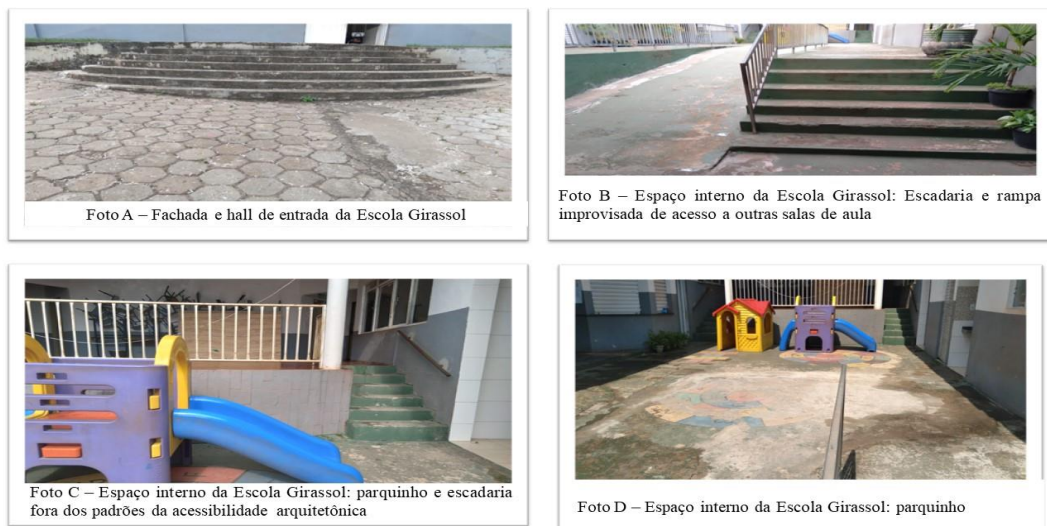 Foto A – Fachada e hall de entrada da Escola Girassol
Foto B – Espaço interno da Escola Girassol: Escadaria e rampa
improvisada de acesso a outras salas de aula
Foto C – Espaço interno da Escola Girassol: parquinho e escadaria
fora dos padrões da acessibilidade arquitetônica
Foto D – Espaço interno da Escola Girassol: parquinho